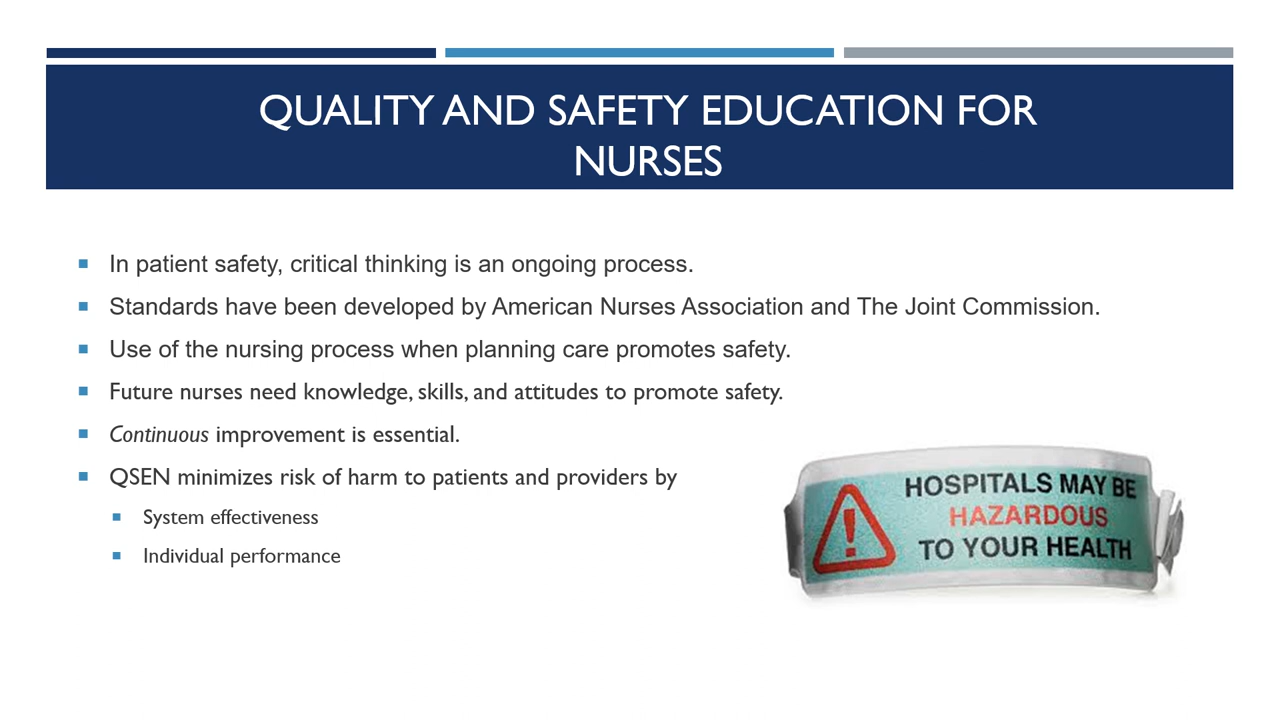 QUALITY AND SAFETY EDUCATION FOR
NURSES
In patient safety, critical thinking is an ongoing process.
Standards have been developed by American Nurses Association and The Joint Commission.
Use of the nursing process when planning care promotes safety.
Future nurses need knowledge, skills, and attitudes to promote safety.
Continuous improvement is essential.
QSEN minimizes risk of harm to patients and providers by
System effectiveness
Individual performance
HOSPITALS MAY BE
HAZARDOUS
TO YOUR HEALTH